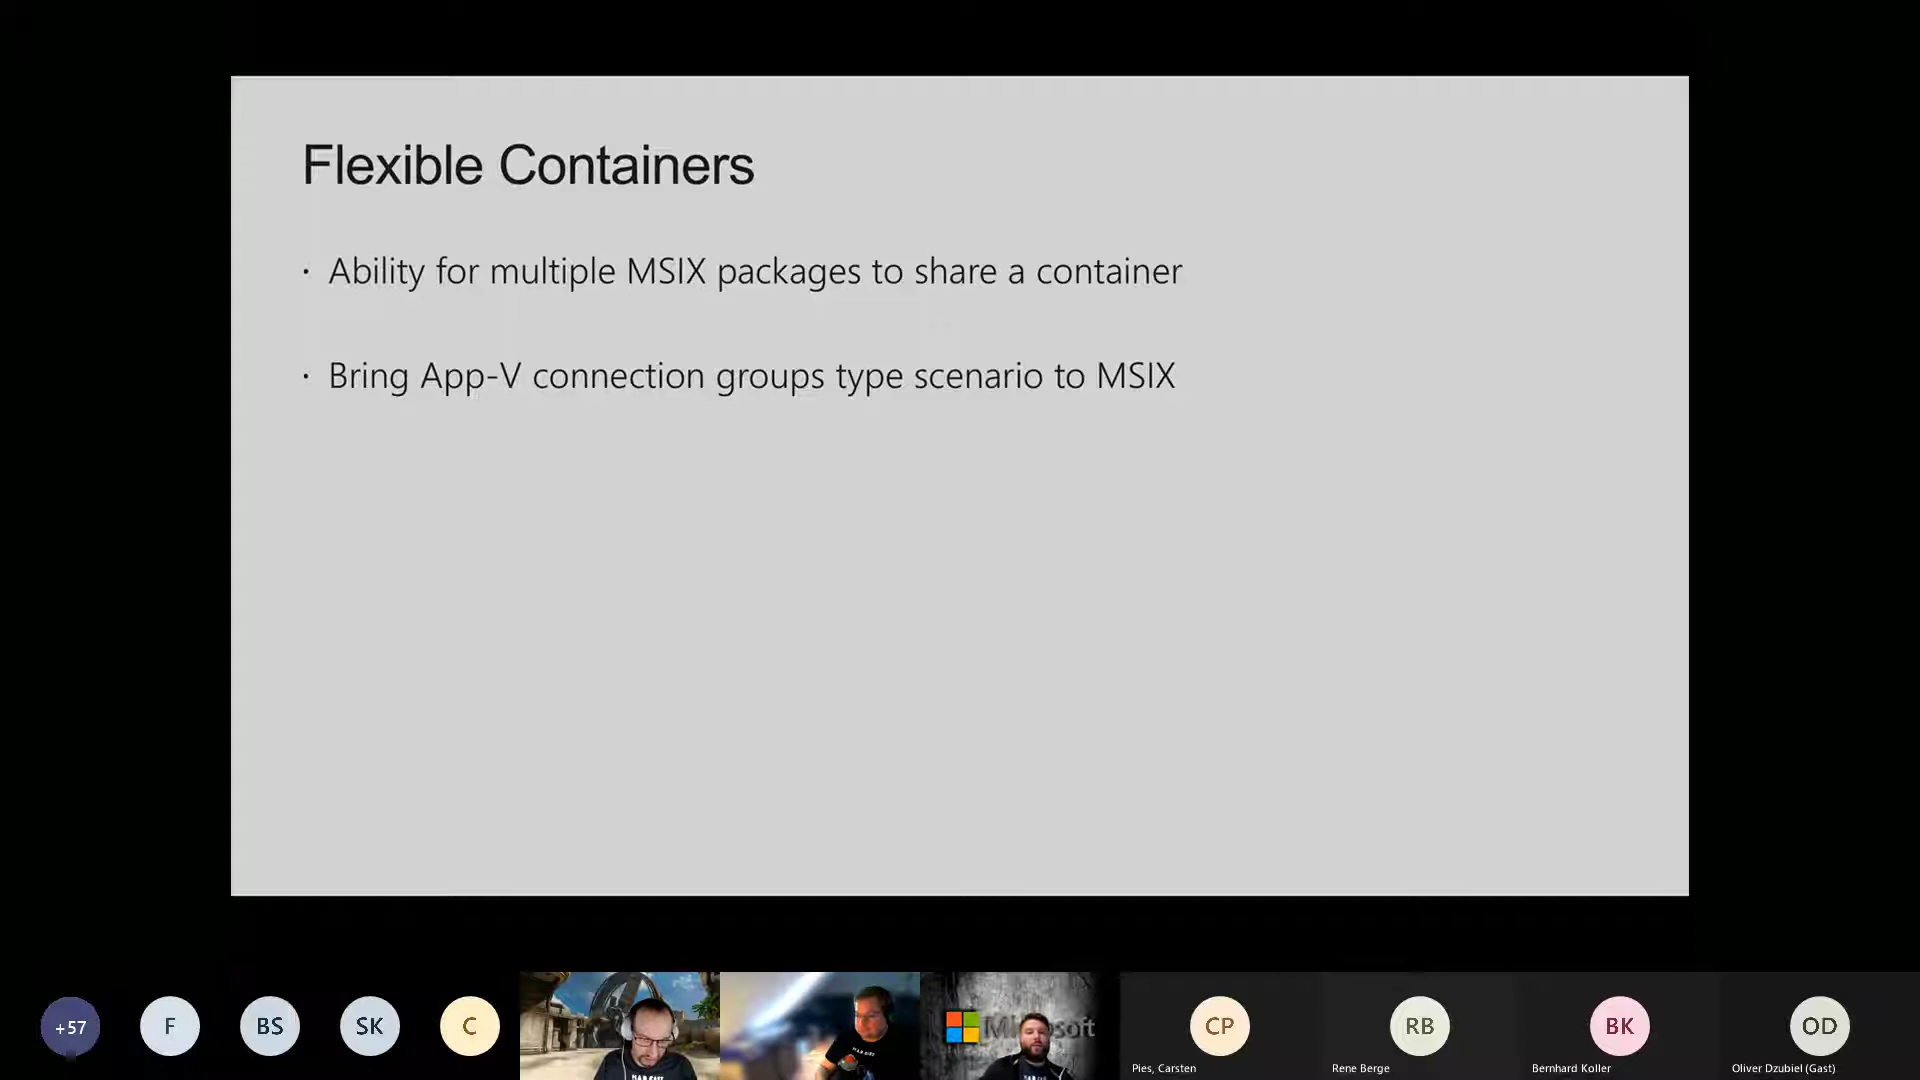 Flexible Containers
· Ability for multiple MSIX packages to share a container
· Bring App-V connection groups type scenario to MSIX
+57
F
BS
SK
C
Microsoft
CP
RB
BK
OD
Pies, Carsten
Rene Berge
Bernhard Koller
Oliver Dzubiel (Gast)